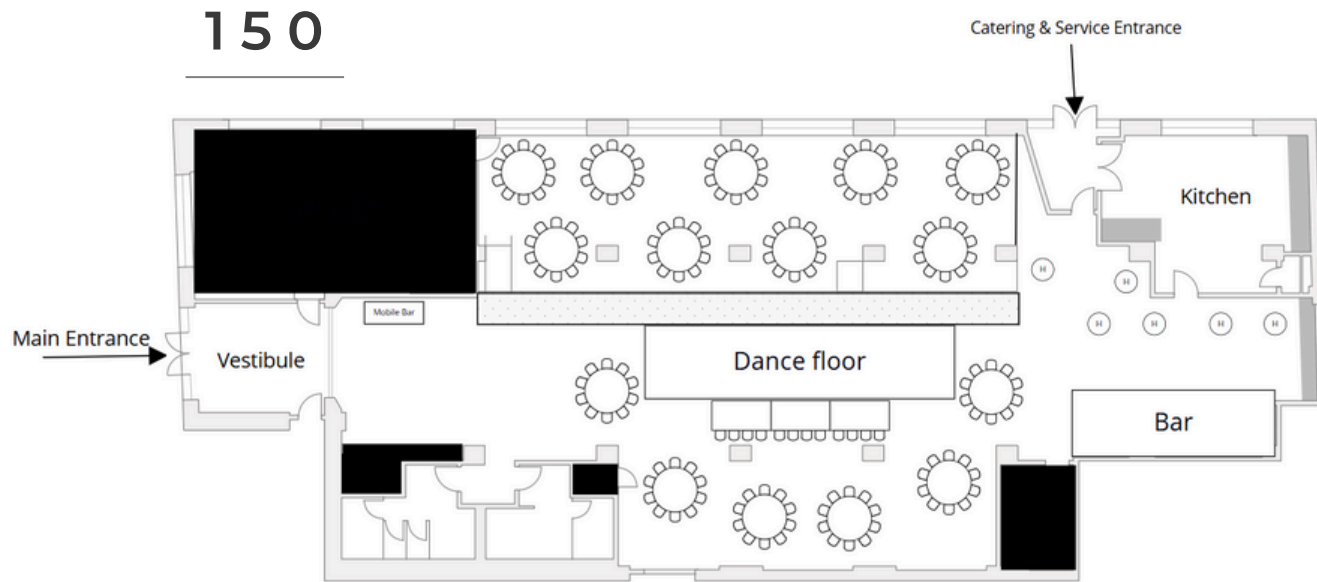 150
Catering & Service Entrance
Kitchen
H
H
Mobile Bar
H
H
H
H
Main Entrance
Vestibule
Dance floor
Bar